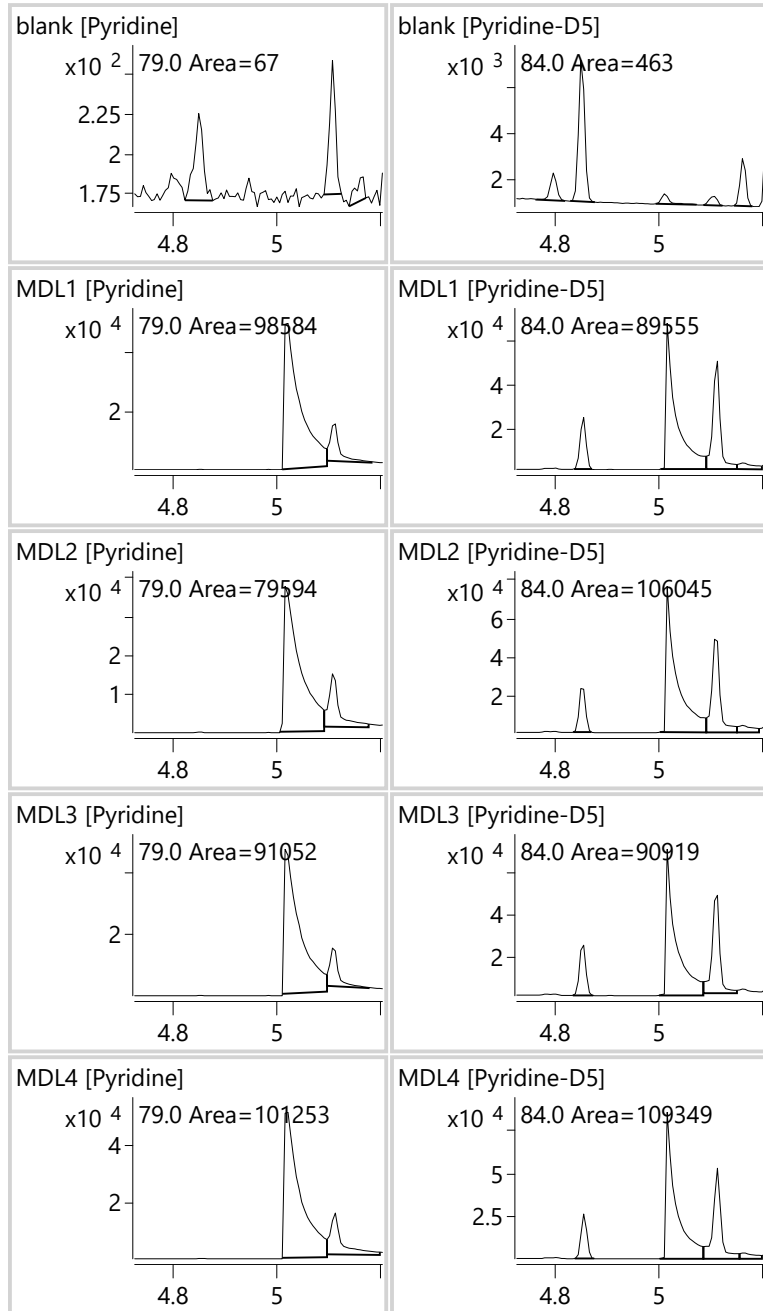 blank [Pyridine]
x10 2
79.0 Area=67
2.25
2
1.75
4.8 5
blank [Pyridine-D5]
x10 3
84.0 Area=463
4
2
4.8 5
MDL1 [Pyridine]
x10 4
79.0 Area=98584
2
4.8 5
MDL1 [Pyridine-D5]
x10 4
84.0 Area=89555
4
2
4.8 5
MDL2 [Pyridine]
x10 4
79.0 Area=79594
2
1
4.8 5
MDL2 [Pyridine-D5]
x10 4
84.0 Area=106045
6
4
2
4.8 5
MDL3 [Pyridine]
x10 4
79.0 Area=91052
2
4.8 5
MDL3 [Pyridine-D5]
x10 4
84.0 Area=90919
4
2
4.8 5
MDL4 [Pyridine]
x10 4
79.0 Area=101253
4
2
4.8 5
MDL4 [Pyridine-D5]
x10 4
84.0 Area=109349
5
2.5
4.8 5